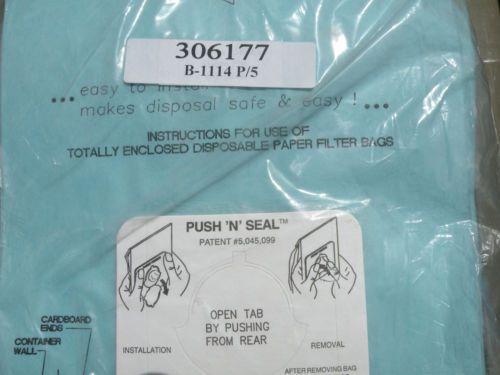 306177
B-1114 P/5
...easy to install
makes disposal safe & easy!...
INSTRUCTIONS FOR USE OF
TOTALLY ENCLOSED DISPOSABLE PAPER FILTER BAGS
PUSH 'N' SEAL™
PATENT #5,045,099
OPEN TAB
BY PUSHING
FROM REAR
INSTALLATION
REMOVAL
AFTER REMOVING BAG
CARDBOARD
ENDS
CONTAINER
WALL